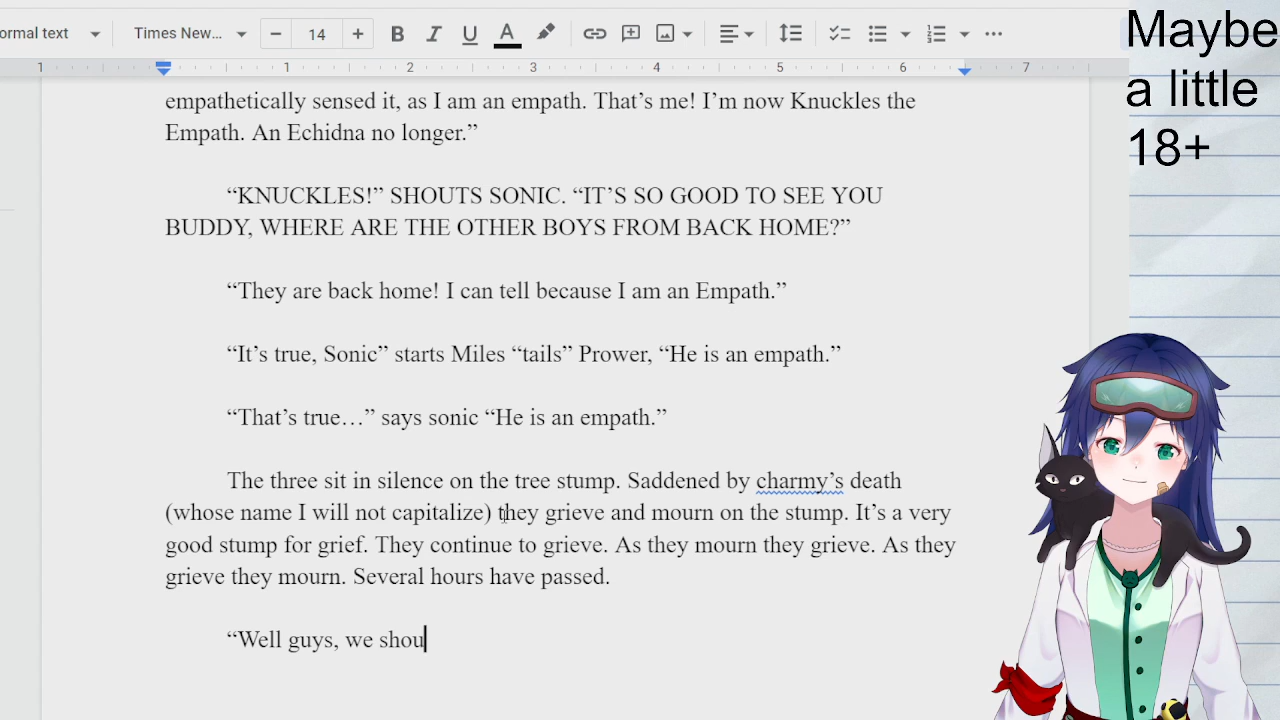 ormal text
Times New...
14
B
I
U
A
1
1
2
3
4
5
6
7
empathetically sensed it, as I am an empath. That’s me! I’m now Knuckles the
Empath. An Echidna no longer.”
“KNUCKLES!” SHOUTS SONIC. “IT’S SO GOOD TO SEE YOU
BUDDY, WHERE ARE THE OTHER BOYS FROM BACK HOME?”
“They are back home! I can tell because I am an Empath.”
“It’s true, Sonic” starts Miles “tails” Prower, “He is an empath.”
“That’s true…” says sonic “He is an empath.”
The three sit in silence on the tree stump. Saddened by charmy’s death
(whose name I will not capitalize) they grieve and mourn on the stump. It’s a very
good stump for grief. They continue to grieve. As they mourn they grieve. As they
grieve they mourn. Several hours have passed.
“Well guys, we shou
Maybe
a little
18+